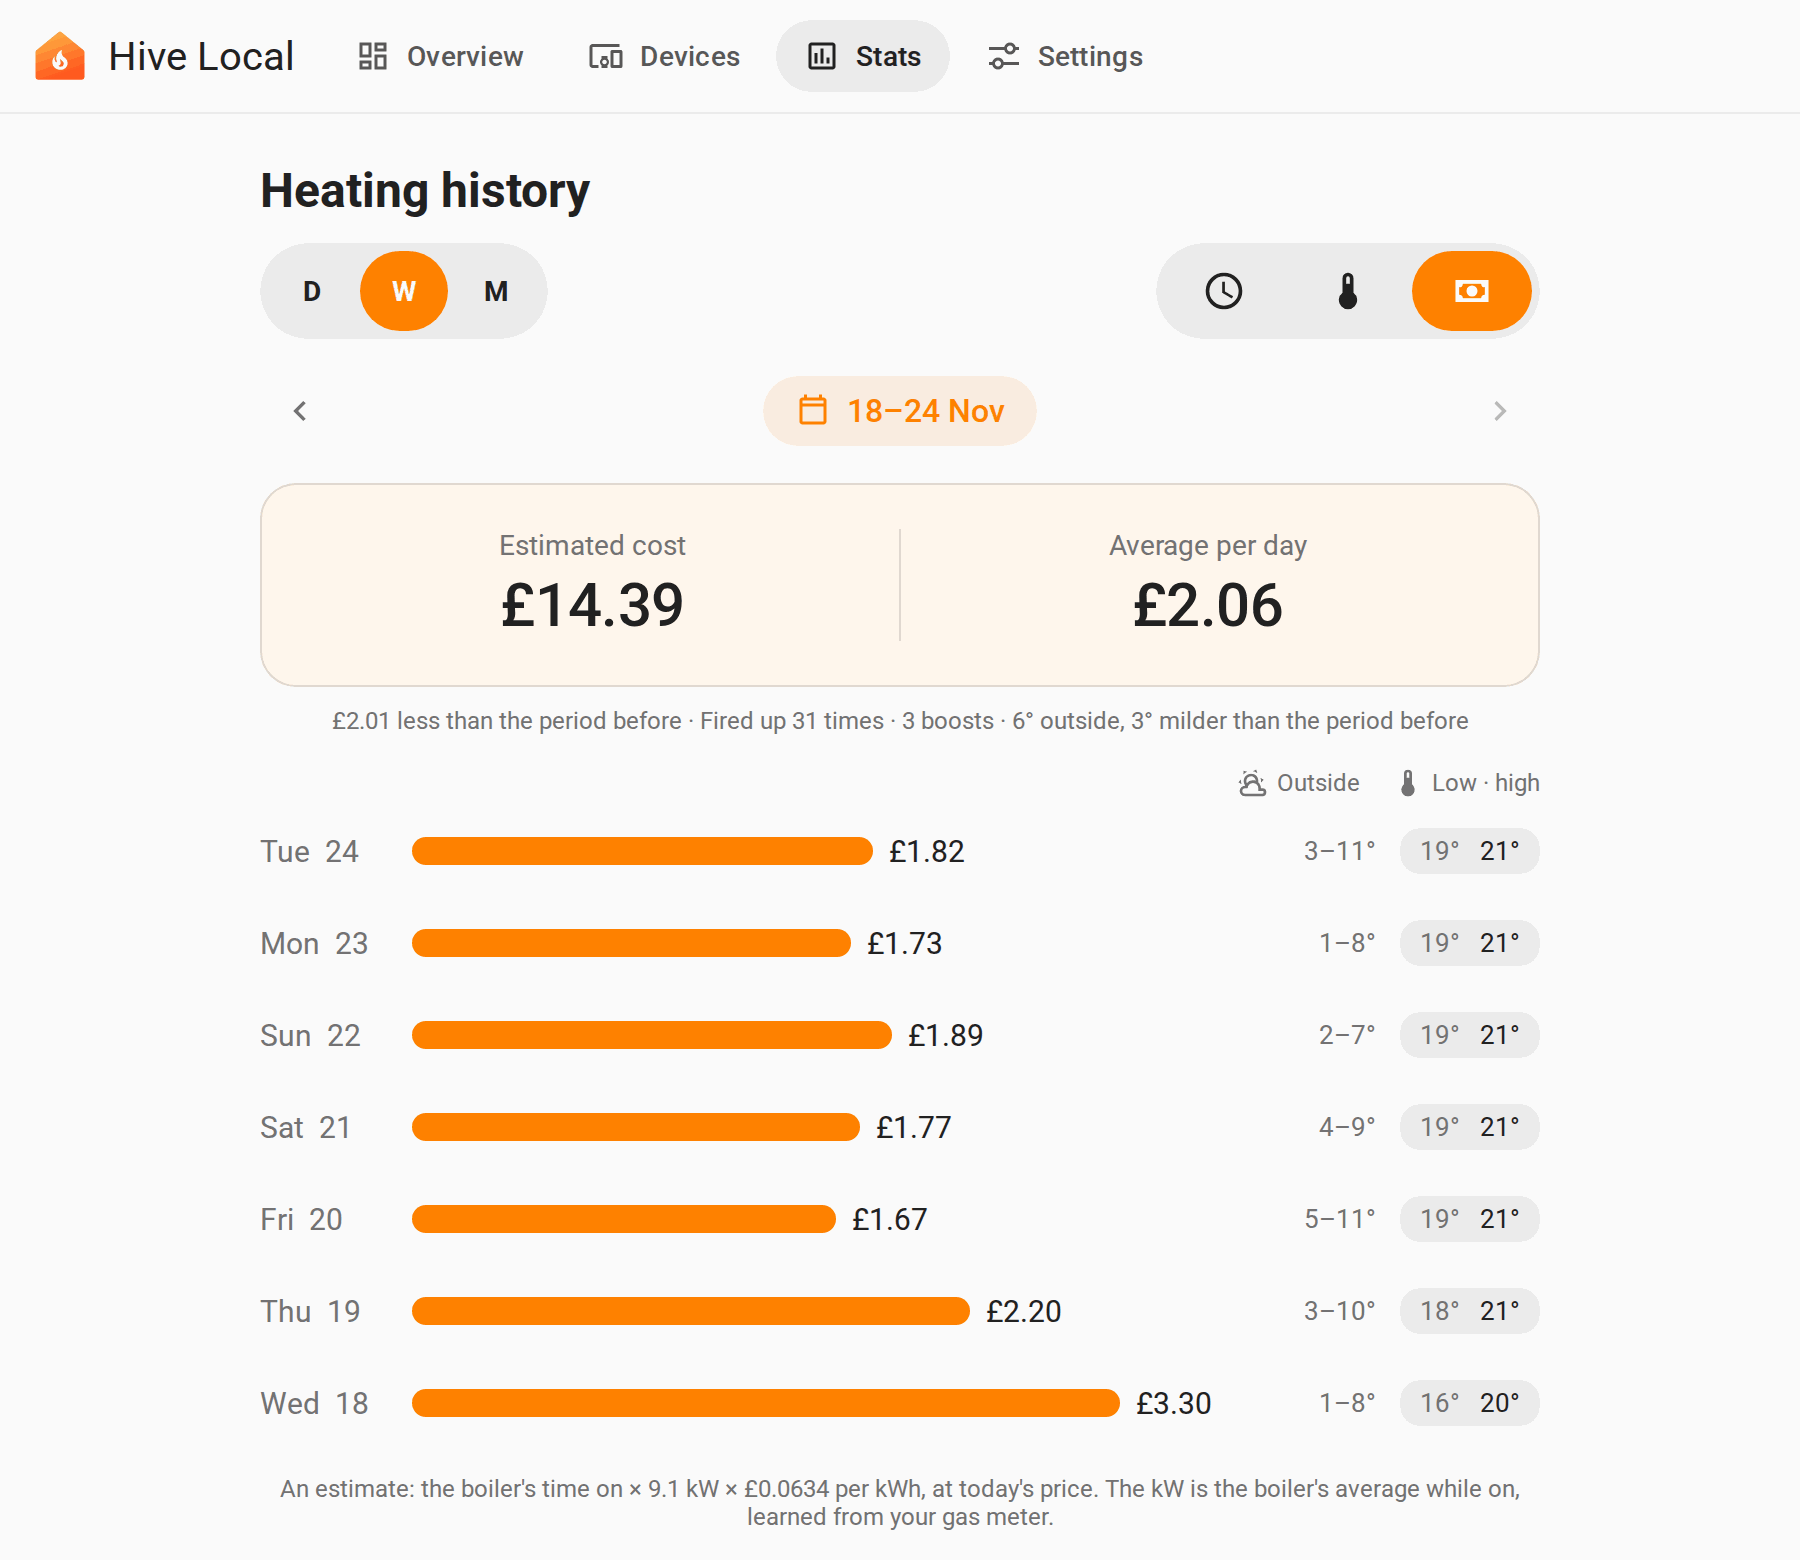 Hive Local Overview Devices Stats Settings
Heating history
D W M
18–24 Nov
Estimated cost Average per day
£14.39 £2.06
£2.01 less than the period before · Fired up 31 times · 3 boosts · 6° outside, 3° milder than the period before
Outside Low · high
Tue 24 £1.82 3–11° 19° 21°
Mon 23 £1.73 1–8° 19° 21°
Sun 22 £1.89 2–7° 19° 21°
Sat 21 £1.77 4–9° 19° 21°
Fri 20 £1.67 5–11° 19° 21°
Thu 19 £2.20 3–10° 18° 21°
Wed 18 £3.30 1–8° 16° 20°
An estimate: the boiler's time on × 9.1 kW × £0.0634 per kWh, at today's price. The kW is the boiler's average while on,
learned from your gas meter.